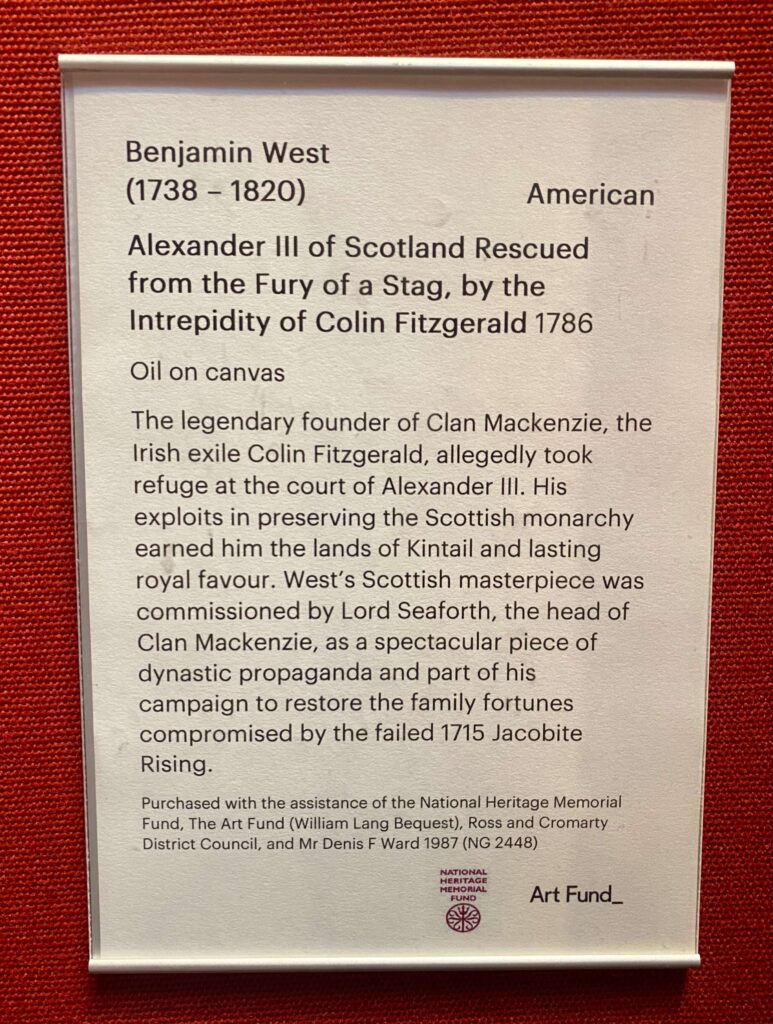 Benjamin West
(1738 – 1820) American
Alexander III of Scotland Rescued
from the Fury of a Stag, by the
Intrepidity of Colin Fitzgerald 1786
Oil on canvas
The legendary founder of Clan Mackenzie, the
Irish exile Colin Fitzgerald, allegedly took
refuge at the court of Alexander III. His
exploits in preserving the Scottish monarchy
earned him the lands of Kintail and lasting
royal favour. West's Scottish masterpiece was
commissioned by Lord Seaforth, the head of
Clan Mackenzie, as a spectacular piece of
dynastic propaganda and part of his
campaign to restore the family fortunes
compromised by the failed 1715 Jacobite
Rising.
Purchased with the assistance of the National Heritage Memorial
Fund, The Art Fund (William Lang Bequest), Ross and Cromarty
District Council, and Mr Denis F Ward 1987 (NG 2448)
NATIONAL
HERITAGE
MEMORIAL
FUND
Art Fund_